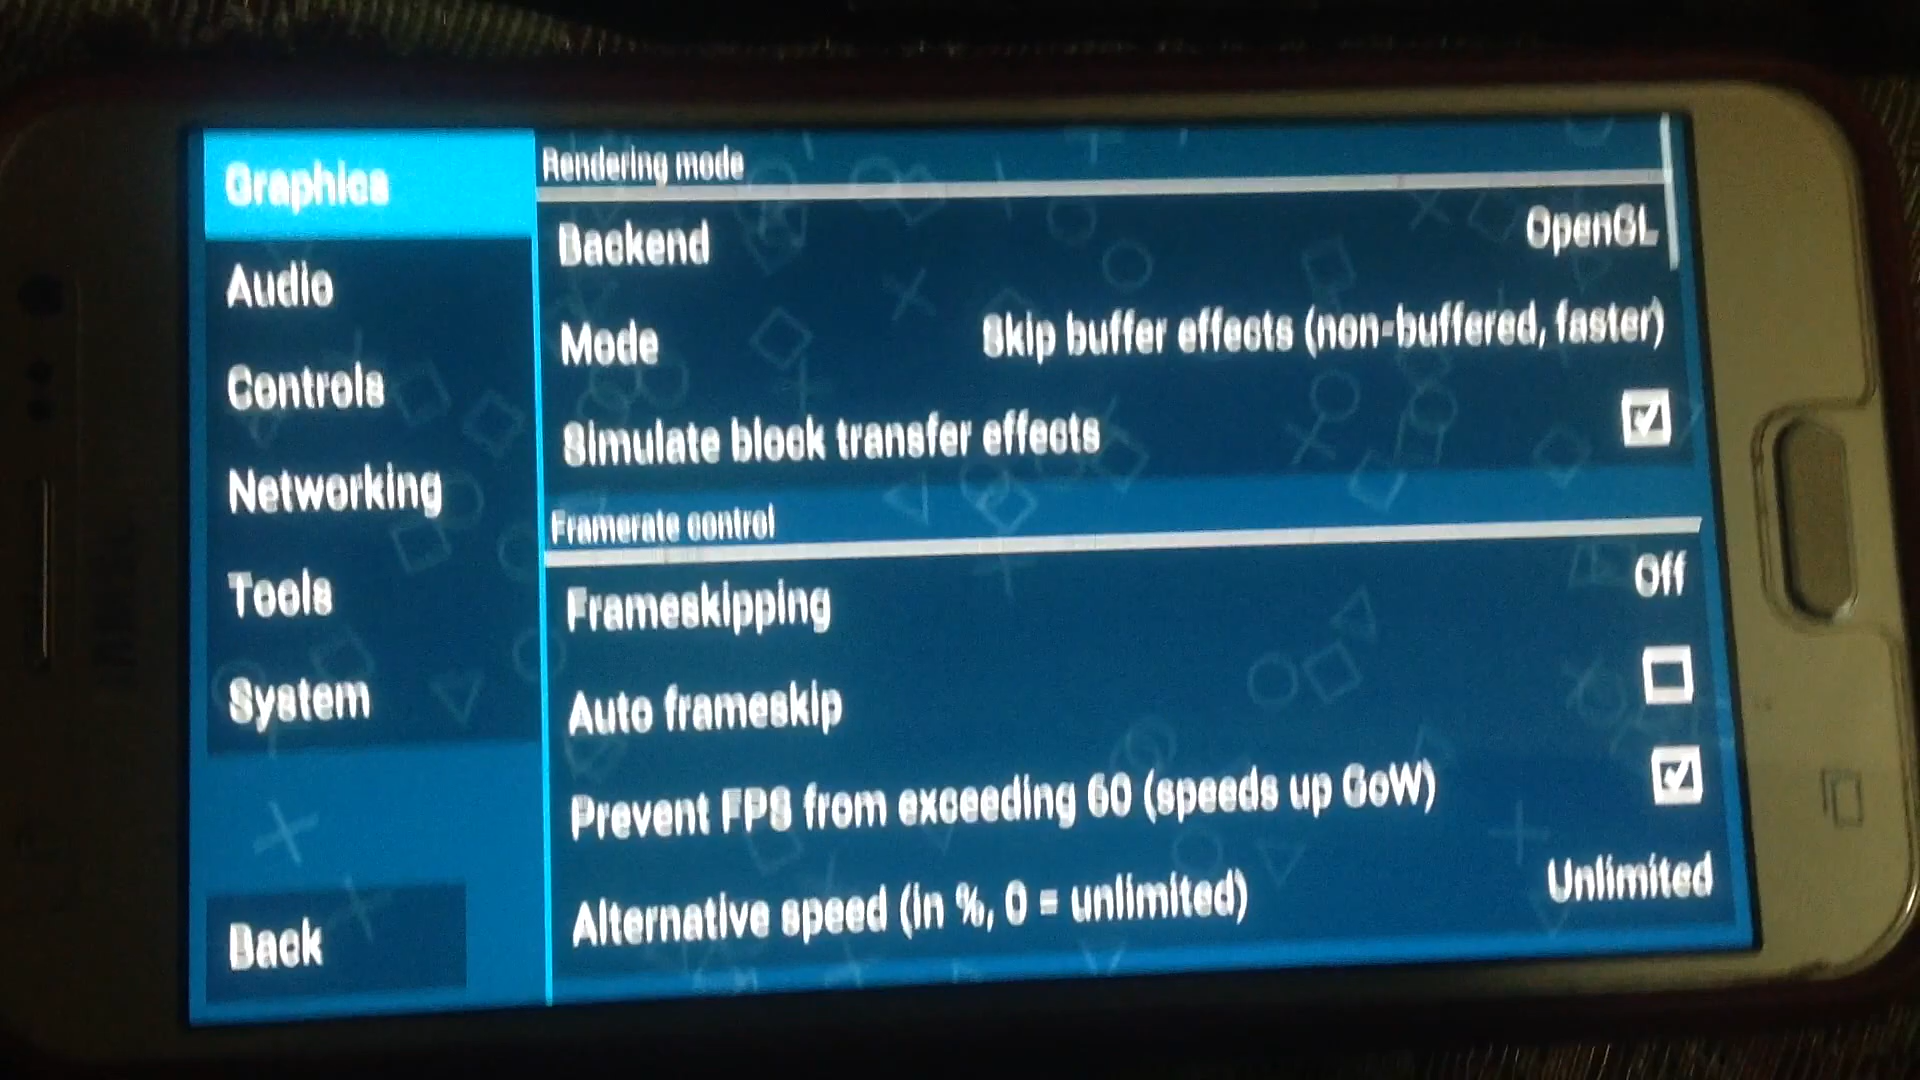 Graphics
Audio
Controls
Networking
Tools
System
Back
Rendering mode
Backend OpenGL
Mode Skip buffer effects (non-buffered, faster)
Simulate block transfer effects
Framerate control
Frameskipping Off
Auto frameskip
Prevent FPS from exceeding 60 (speeds up GoW)
Alternative speed (in %, 0 = unlimited) Unlimited